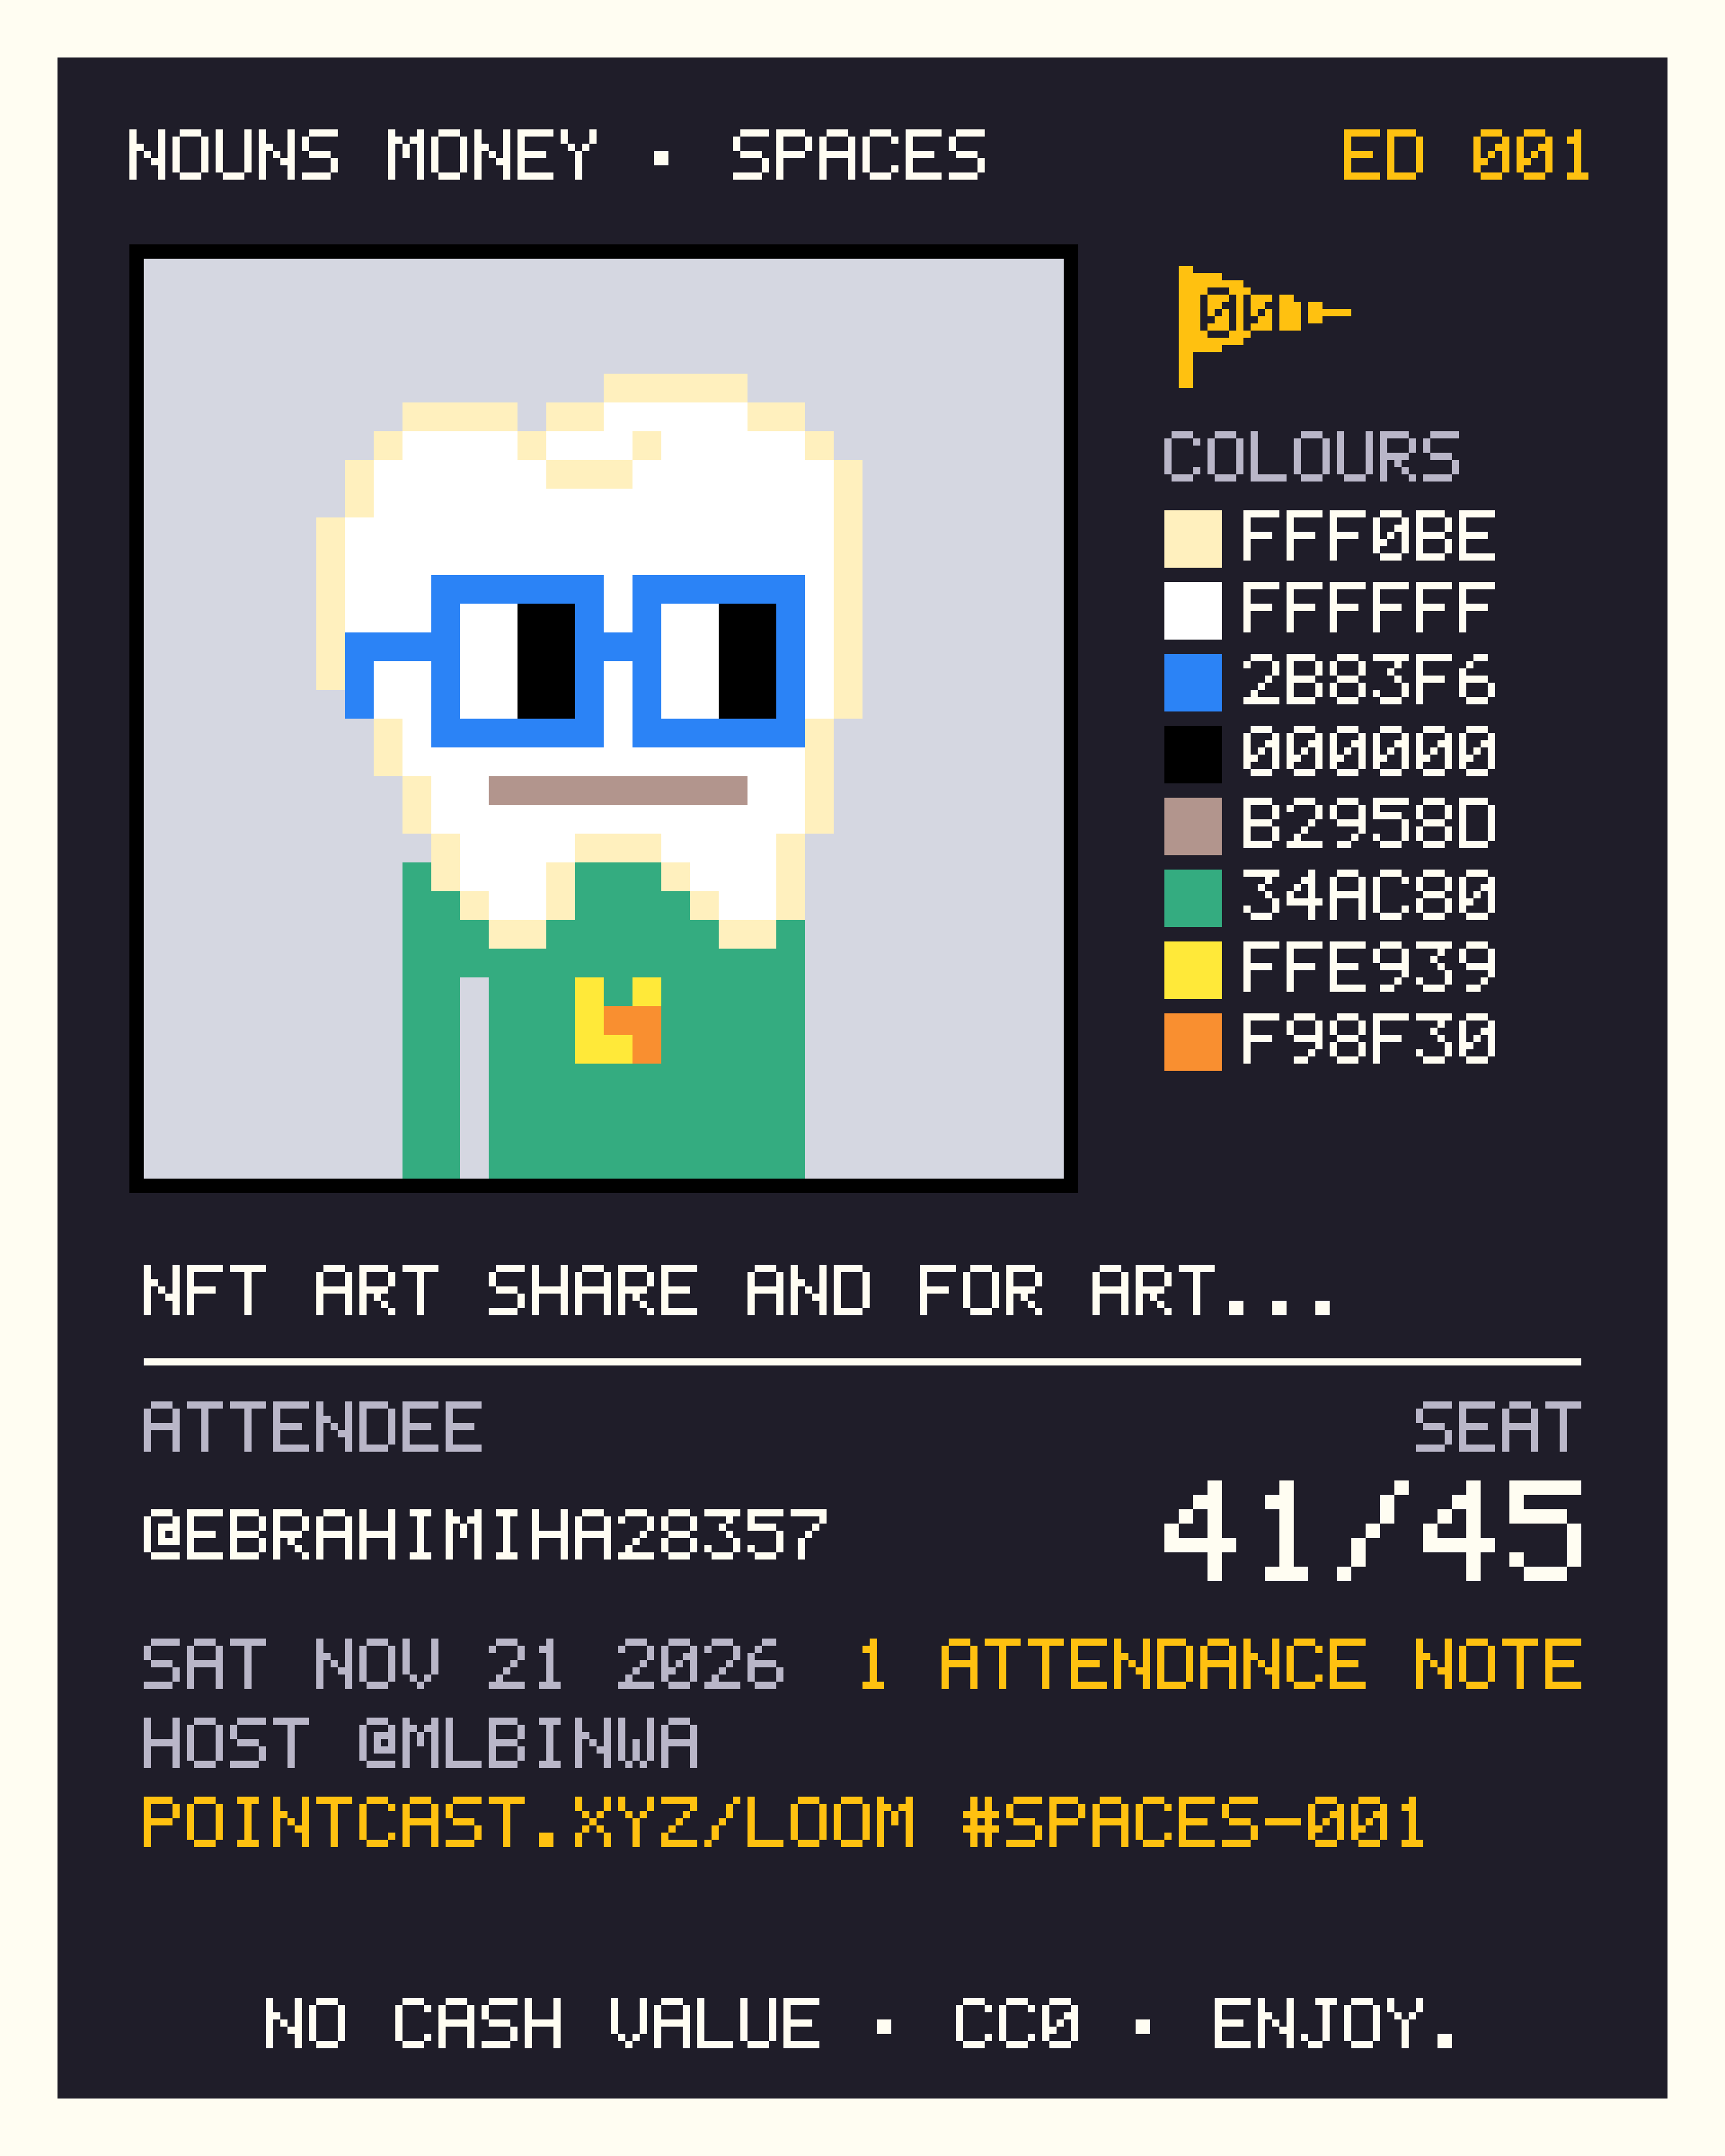 NOUNS MONEY · SPACES
ED 001
COLOURS
FFF0BE
FFFFFF
2B83F6
000000
B2958D
34AC80
FFE939
F98F30
NFT ART SHARE AND FOR ART...
ATTENDEE
SEAT
@EBRAHIMIHA28357
41/45
SAT NOV 21 2026
1 ATTENDANCE NOTE
HOST @MLBINWA
POINTCAST.XYZ/LOOM #SPACES-001
NO CASH VALUE · CC0 · ENJOY.